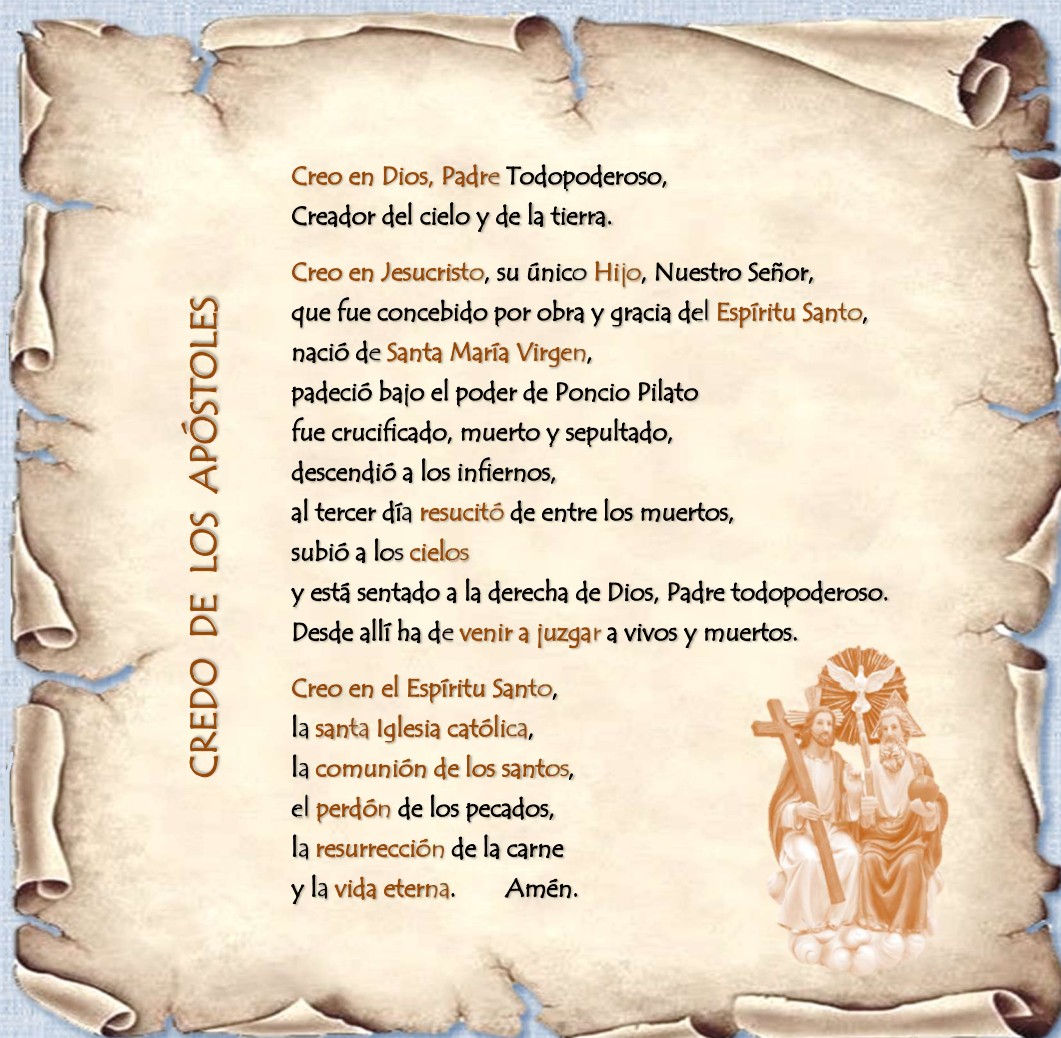 CREDO DE LOS APÓSTOLES
Creo en Dios, Padre Todopoderoso,
Creador del cielo y de la tierra.
Creo en Jesucristo, su único Hijo, Nuestro Señor,
que fue concebido por obra y gracia del Espíritu Santo,
nació de Santa María Virgen,
padeció bajo el poder de Poncio Pilato
fue crucificado, muerto y sepultado,
descendió a los infiernos,
al tercer día resucitó de entre los muertos,
subió a los cielos
y está sentado a la derecha de Dios, Padre todopoderoso.
Desde allí ha de venir a juzgar a vivos y muertos.
Creo en el Espíritu Santo,
la santa Iglesia católica,
la comunión de los santos,
el perdón de los pecados,
la resurrección de la carne
y la vida eterna. Amén.